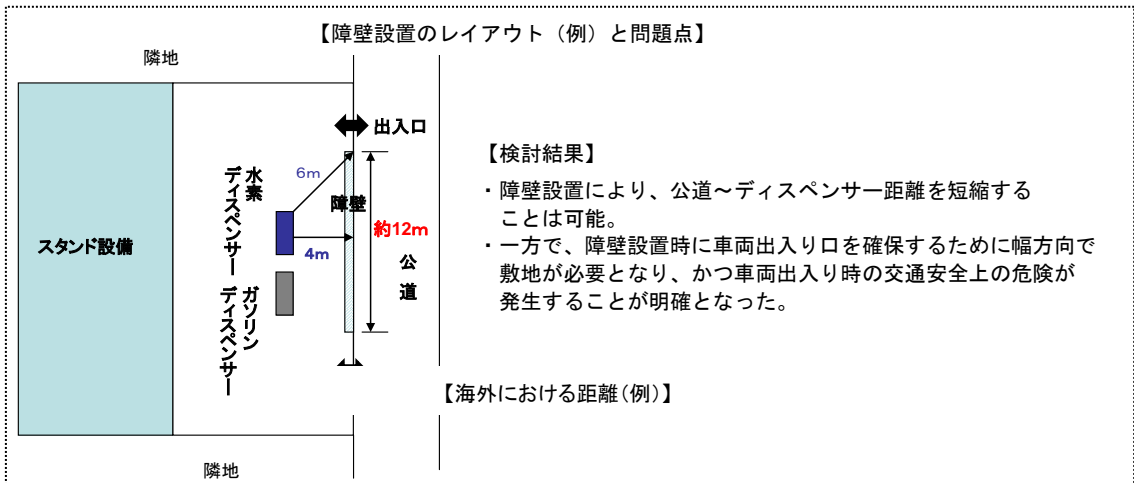 【障壁設置のレイアウト（例）と問題点】
隣地
出入口
6m
水素
ディスペンサー
障壁
約12m
4m
スタンド設備
公道
ガソリン
ディスペンサー
【検討結果】
・障壁設置により、公道～ディスペンサー距離を短縮する
ことは可能。
・一方で、障壁設置時に車両出入り口を確保するために幅方向で
敷地が必要となり、かつ車両出入り時の交通安全上の危険が
発生することが明確となった。
【海外における距離(例)】
隣地